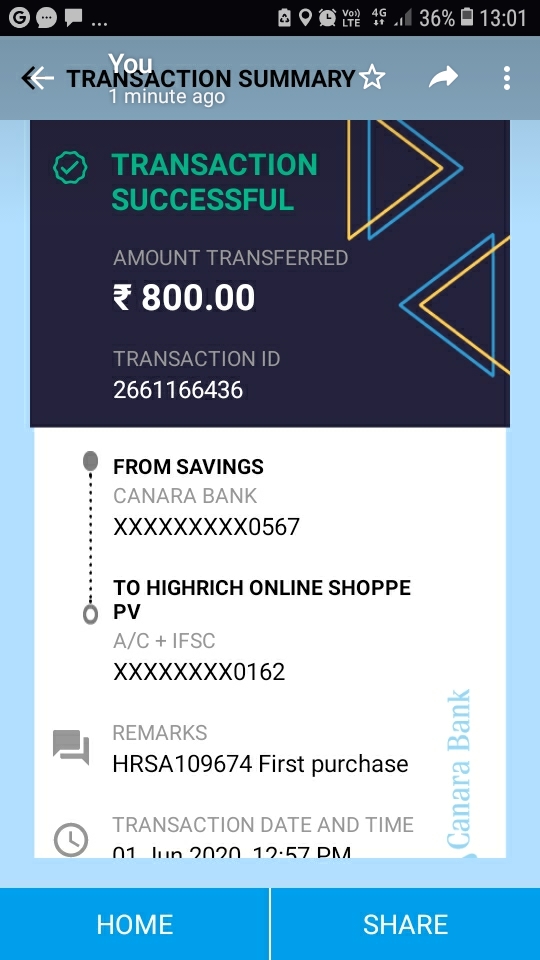 G ... Vo)) LTE 4G 36% 13:01
You
TRANSACTION SUMMARY
1 minute ago
TRANSACTION
SUCCESSFUL
AMOUNT TRANSFERRED
₹ 800.00
TRANSACTION ID
2661166436
FROM SAVINGS
CANARA BANK
XXXXXXXXX0567
TO HIGHRICH ONLINE SHOPPE
PV
A/C + IFSC
XXXXXXXX0162
REMARKS
HRSA109674 First purchase
TRANSACTION DATE AND TIME
01 Jun 2020, 12:57 PM
Canara Bank
HOME
SHARE